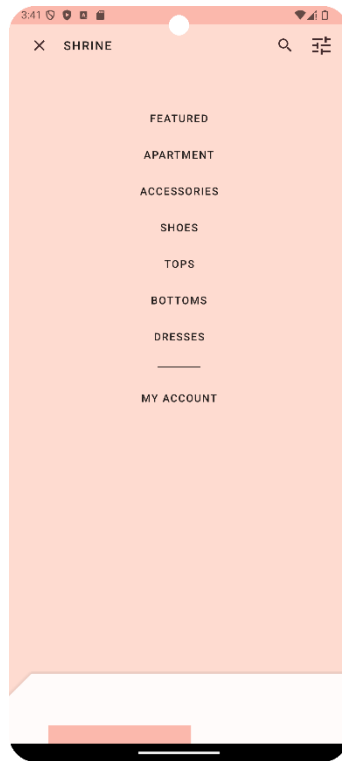 3:41
SHRINE
FEATURED
APARTMENT
ACCESSORIES
SHOES
TOPS
BOTTOMS
DRESSES
MY ACCOUNT